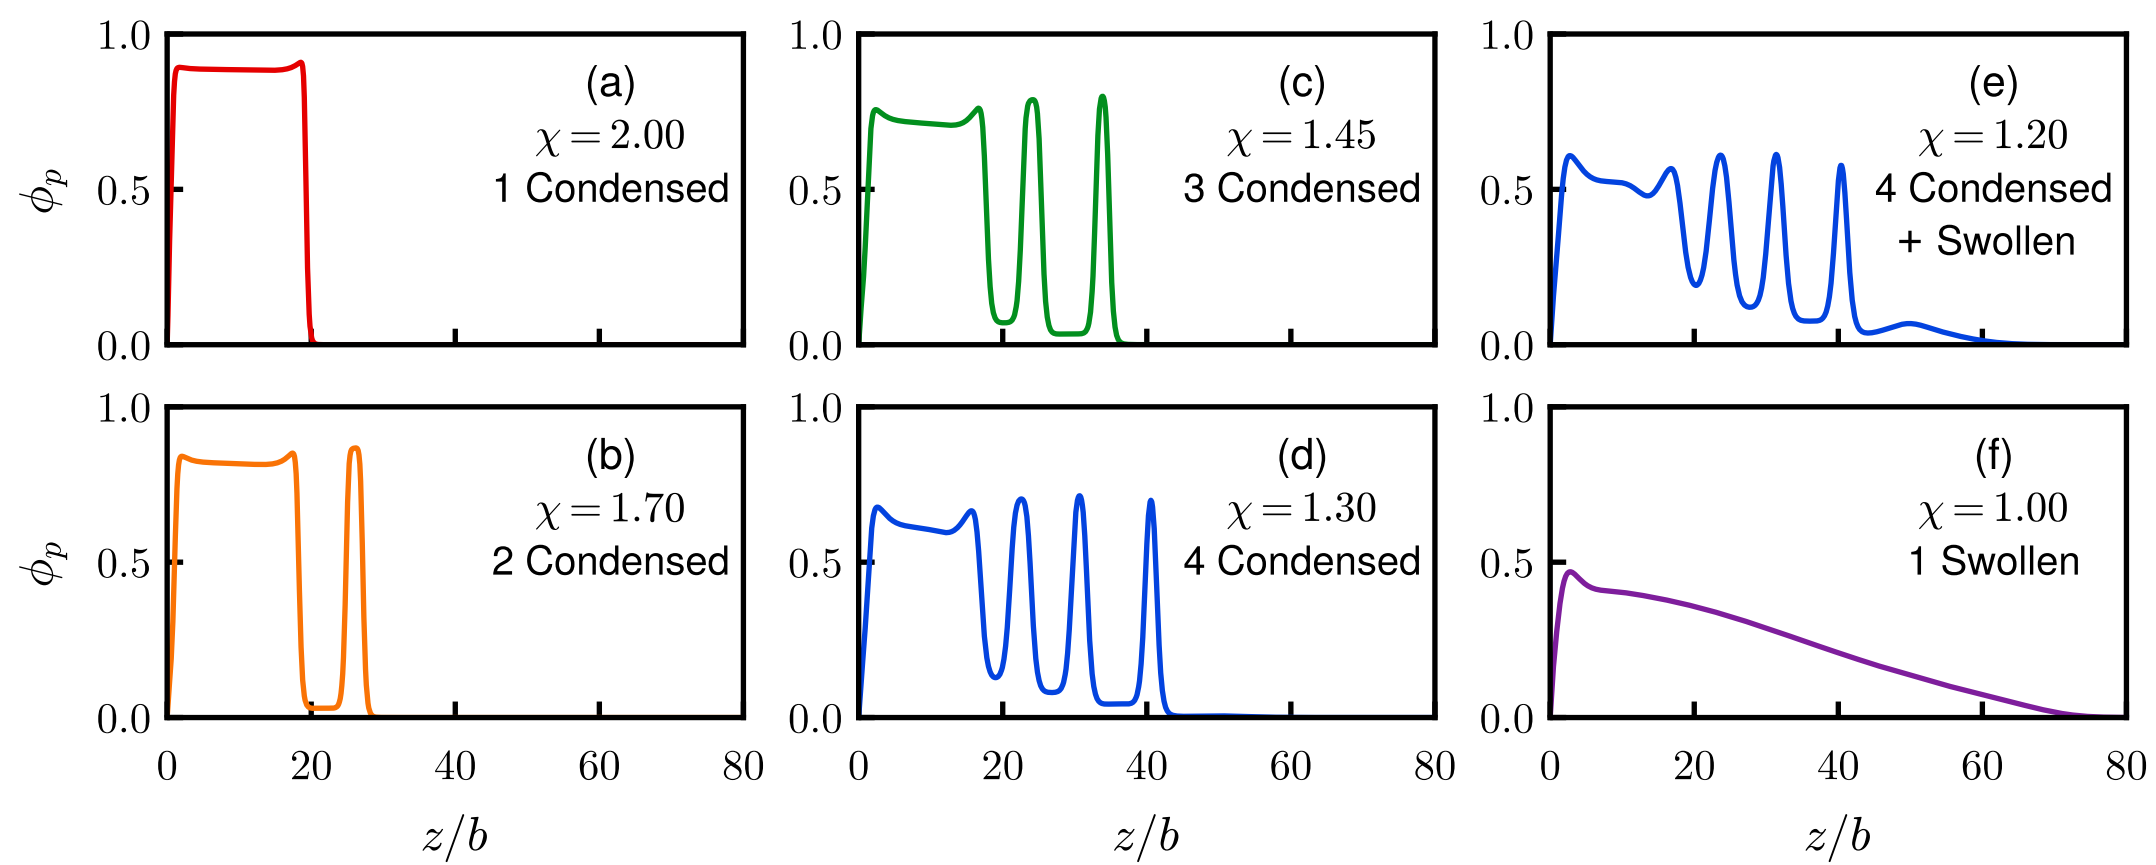 1.0
0.5
0.0
ϕp
(a)
χ = 2.00
1 Condensed
1.0
0.5
0.0
(c)
χ = 1.45
3 Condensed
1.0
0.5
0.0
(e)
χ = 1.20
4 Condensed
+ Swollen
1.0
0.5
0.0
ϕp
(b)
χ = 1.70
2 Condensed
0 20 40 60 80
z/b
1.0
0.5
0.0
(d)
χ = 1.30
4 Condensed
0 20 40 60 80
z/b
1.0
0.5
0.0
(f)
χ = 1.00
1 Swollen
0 20 40 60 80
z/b